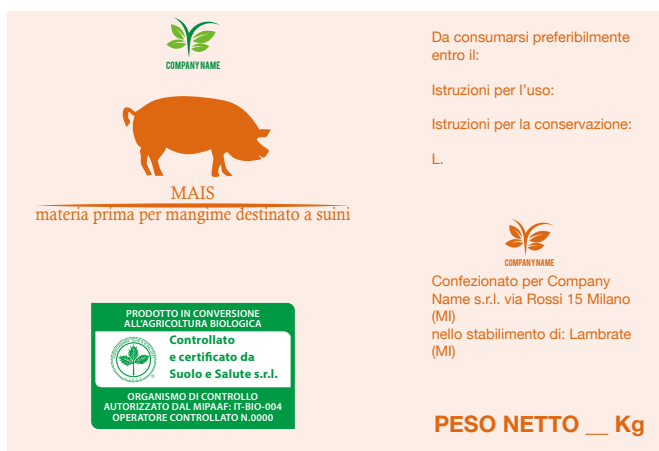 COMPANY NAME
MAIS
materia prima per mangime destinato a suini
PRODOTTO IN CONVERSIONE
ALL'AGRICOLTURA BIOLOGICA
Controllato
e certificato da
Suolo e Salute s.r.l.
ORGANISMO DI CONTROLLO
AUTORIZZATO DAL MIPAAF: IT-BIO-004
OPERATORE CONTROLLATO N.0000
Da consumarsi preferibilmente
entro il:
Istruzioni per l'uso:
Istruzioni per la conservazione:
L.
COMPANY NAME
Confezionato per Company
Name s.r.l. via Rossi 15 Milano
(MI)
nello stabilimento di: Lambrate
(MI)
PESO NETTO __ Kg